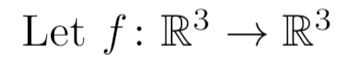 Let f: ℝ³ → ℝ³